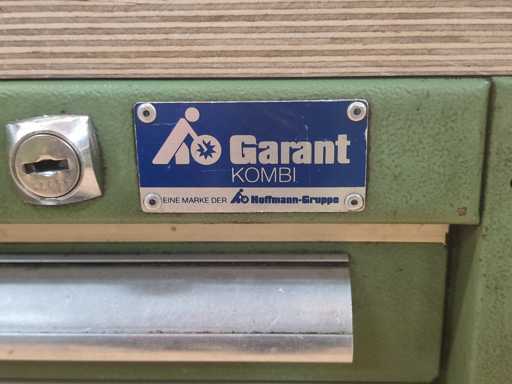 Garant
KOMBI
EINE MARKE DER Hoffmann-Gruppe